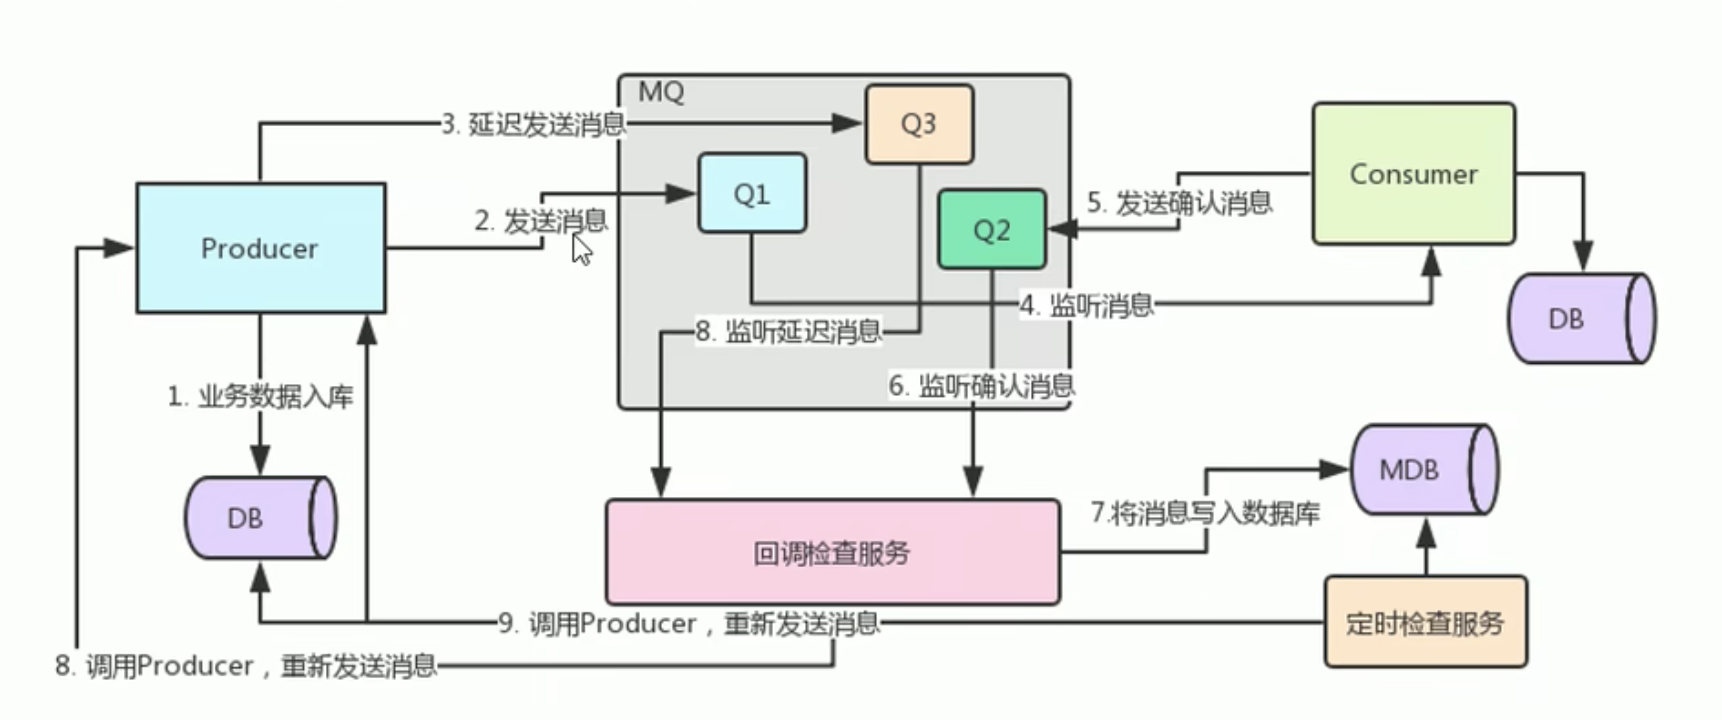 MQ
3. 延迟发送消息
Q3
Q1
2. 发送消息
Q2
5. 发送确认消息
Consumer
Producer
4. 监听消息
DB
8. 监听延迟消息
6. 监听确认消息
1. 业务数据入库
DB
MDB
7.将消息写入数据库
回调检查服务
9. 调用Producer，重新发送消息
定时检查服务
8. 调用Producer，重新发送消息